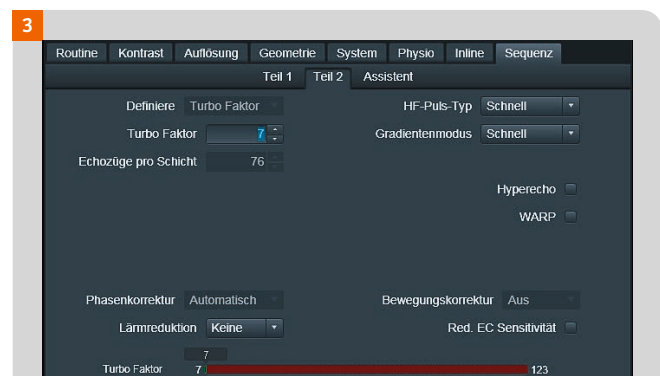 3
Routine Kontrast Auflösung Geometrie System Physio Inline Sequenz
Teil 1 Teil 2 Assistent
Definiere Turbo Faktor HF-Puls-Typ Schnell
Turbo Faktor 7 Gradientenmodus Schnell
Echozüge pro Schicht 76
Hyperecho
WARP
Phasenkorrektur Automatisch Bewegungskorrektur Aus
Lärmreduktion Keine Red. EC Sensitivität
7
Turbo Faktor 7 123